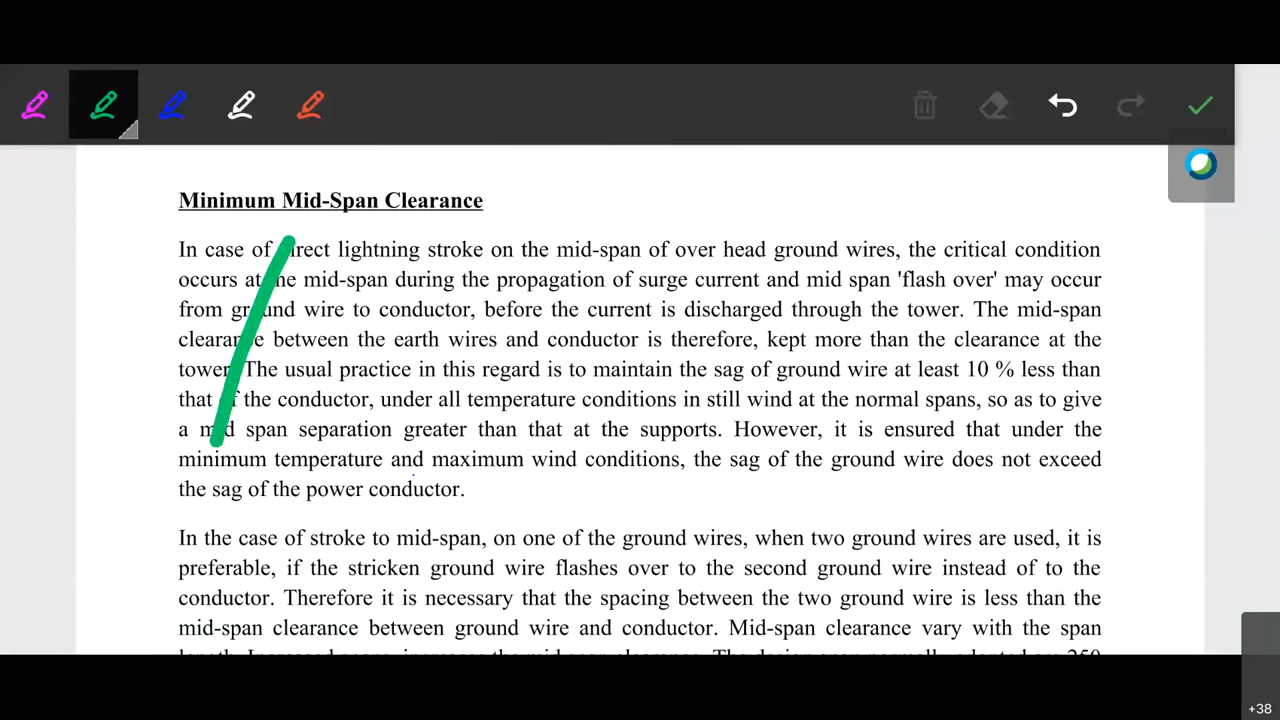 Minimum Mid-Span Clearance
In case of direct lightning stroke on the mid-span of over head ground wires, the critical condition
occurs at the mid-span during the propagation of surge current and mid span 'flash over' may occur
from ground wire to conductor, before the current is discharged through the tower. The mid-span
clearance between the earth wires and conductor is therefore, kept more than the clearance at the
tower. The usual practice in this regard is to maintain the sag of ground wire at least 10 % less than
that of the conductor, under all temperature conditions in still wind at the normal spans, so as to give
a mid span separation greater than that at the supports. However, it is ensured that under the
minimum temperature and maximum wind conditions, the sag of the ground wire does not exceed
the sag of the power conductor.
In the case of stroke to mid-span, on one of the ground wires, when two ground wires are used, it is
preferable, if the stricken ground wire flashes over to the second ground wire instead of to the
conductor. Therefore it is necessary that the spacing between the two ground wire is less than the
mid-span clearance between ground wire and conductor. Mid-span clearance vary with the span
+38